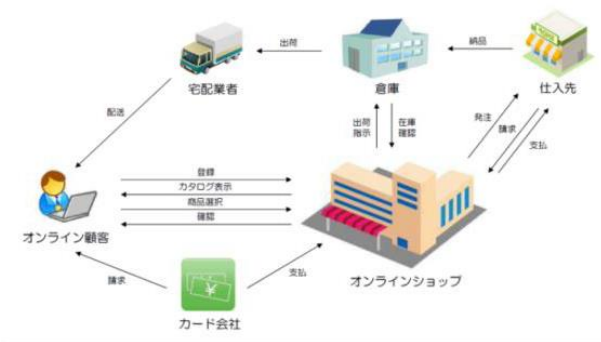 出荷
納品
宅配業者
倉庫
仕入先
配送
出荷
指示
在庫
確認
発注
請求
支払
登録
カタログ表示
商品選択
確認
オンライン顧客
オンラインショップ
請求
支払
¥
カード会社